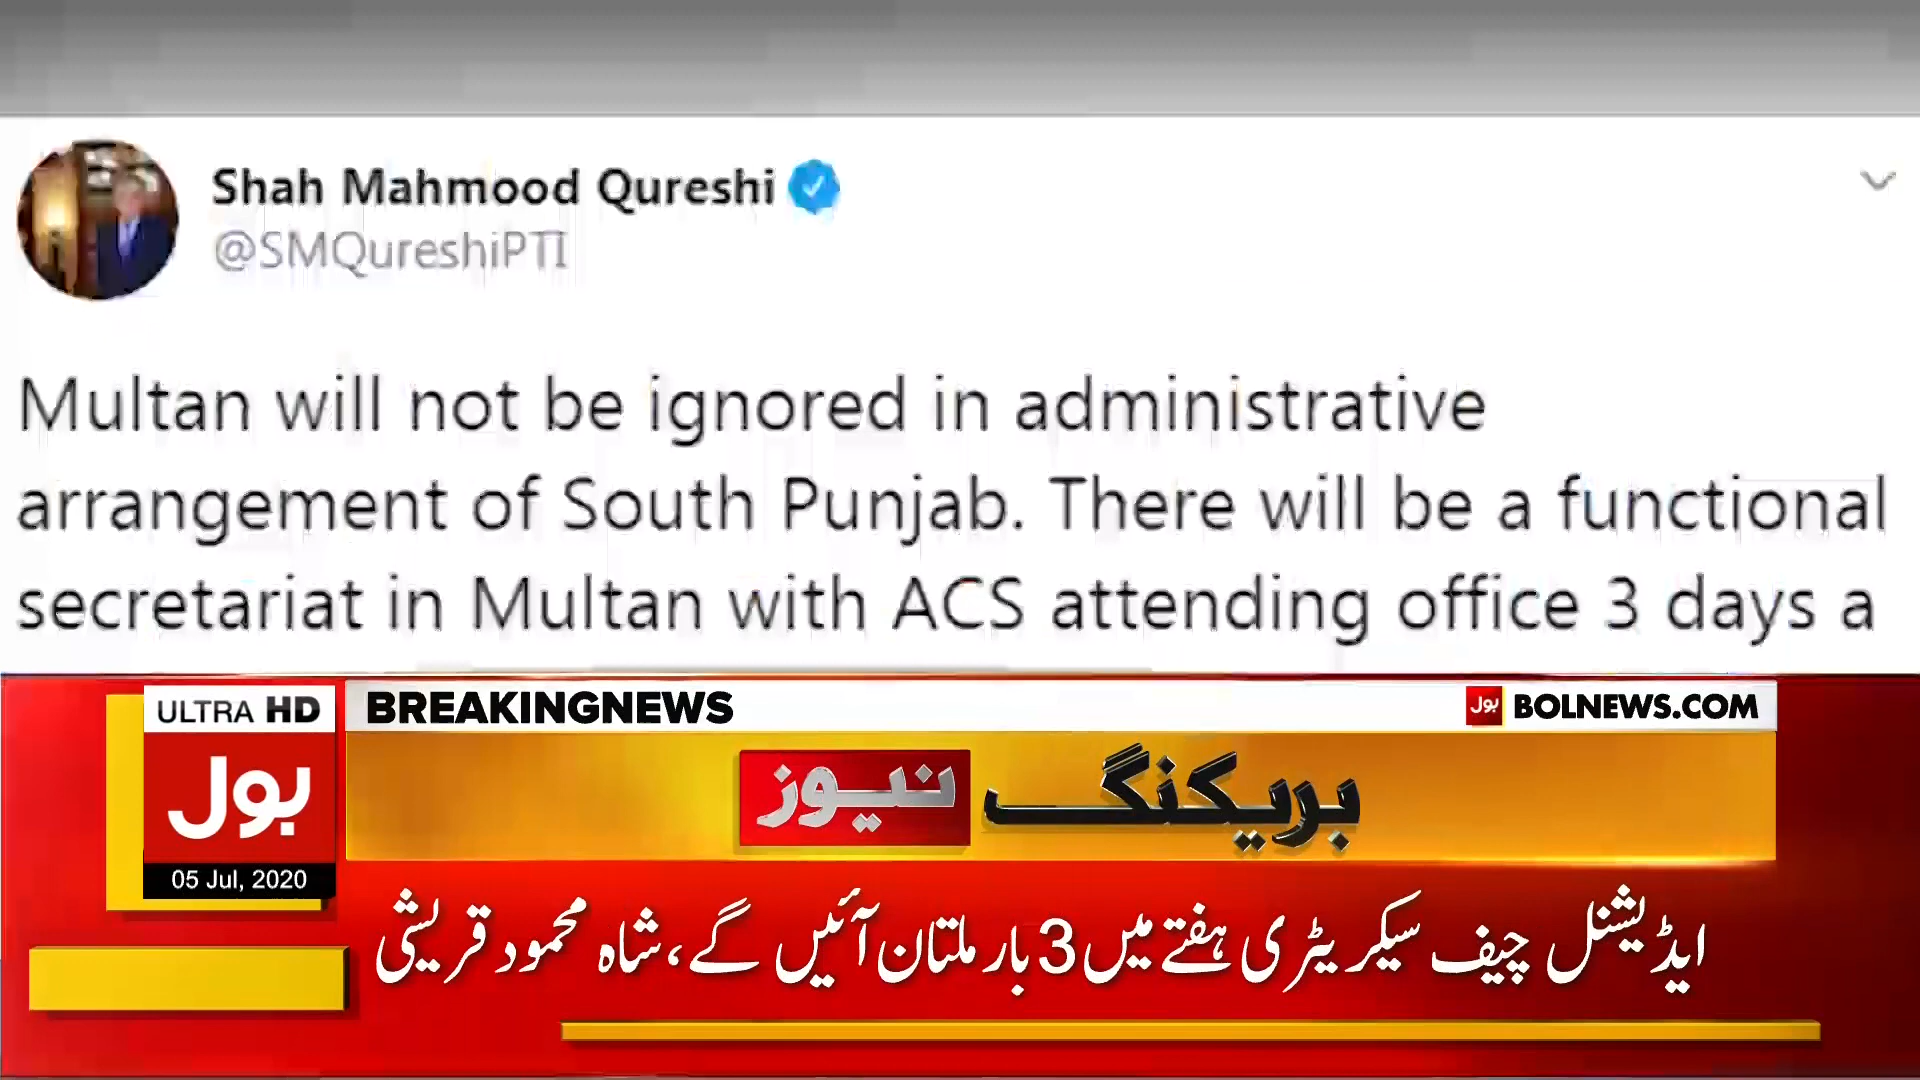 Shah Mahmood Qureshi
@SMQureshiPTI
Multan will not be ignored in administrative
arrangement of South Punjab. There will be a functional
secretariat in Multan with ACS attending office 3 days a
ULTRA HD
BREAKINGNEWS
بول BOLNEWS.COM
بول
بریکنگ نیوز
05 Jul, 2020
ایڈیشنل چیف سیکریٹری ہفتے میں 3 بار ملتان آئیں گے، شاہ محمود قریشی